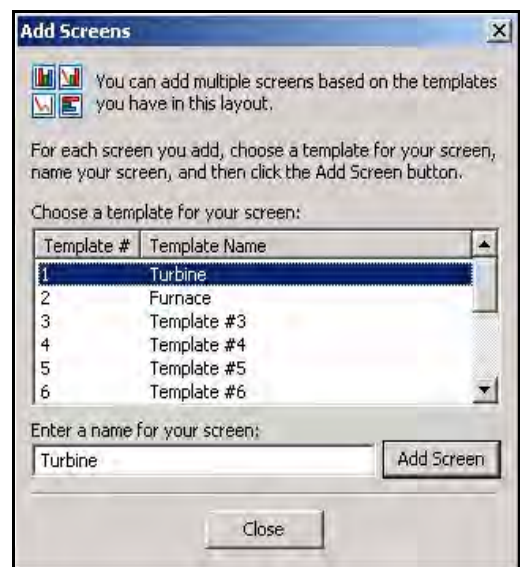 Add Screens
You can add multiple screens based on the templates
you have in this layout.
For each screen you add, choose a template for your screen,
name your screen, and then click the Add Screen button.
Choose a template for your screen:
Template # Template Name
1 Turbine
2 Furnace
3 Template #3
4 Template #4
5 Template #5
6 Template #6
Enter a name for your screen:
Turbine Add Screen
Close